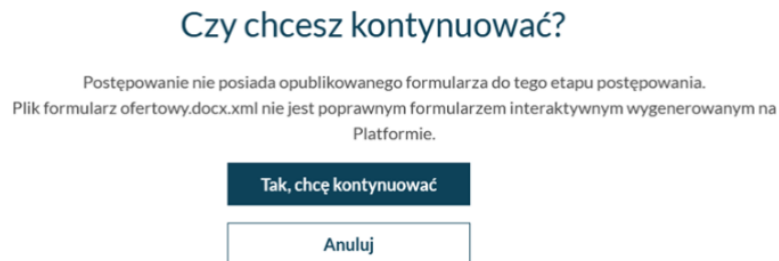 Czy chcesz kontynuować?
Postępowanie nie posiada opublikowanego formularza do tego etapu postępowania.
Plik formularz ofertowy.docx.xml nie jest poprawnym formularzem interaktywnym wygenerowanym na
Platformie.
Tak, chcę kontynuować
Anuluj